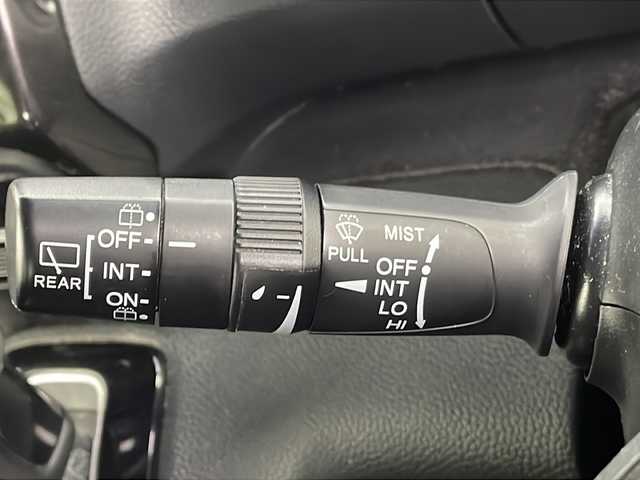 OFF
INT
ON
REAR
PULL
MIST
OFF
INT
LO
HI